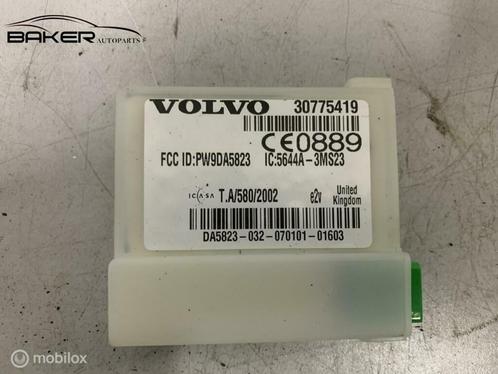 BAKER AUTOPARTS
VOLVO 30775419
CE0889
FCC ID:PW9DA5823 IC:5644A-3MS23
ICASA T.A/580/2002 e2v United Kingdom
DA5823-032-070101-01603
mobilox